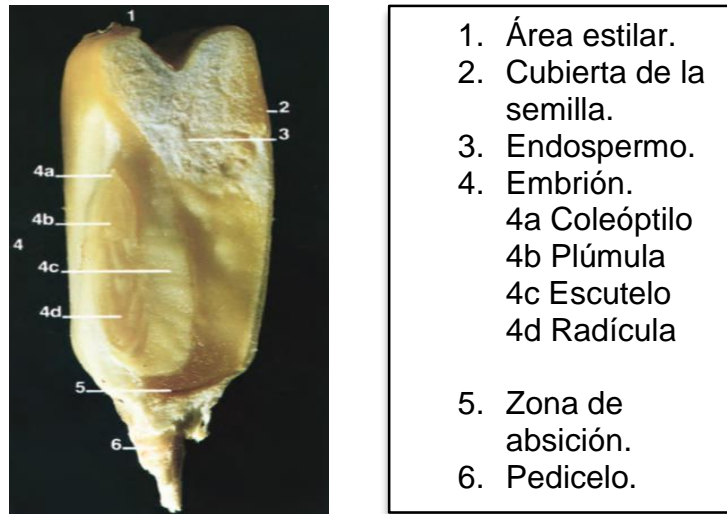 1
2
3
4a
4b
4
4c
4d
5
6
1. Área estilar.
2. Cubierta de la
semilla.
3. Endospermo.
4. Embrión.
4a Coleóptilo
4b Plúmula
4c Escutelo
4d Radícula
5. Zona de
absición.
6. Pedicelo.